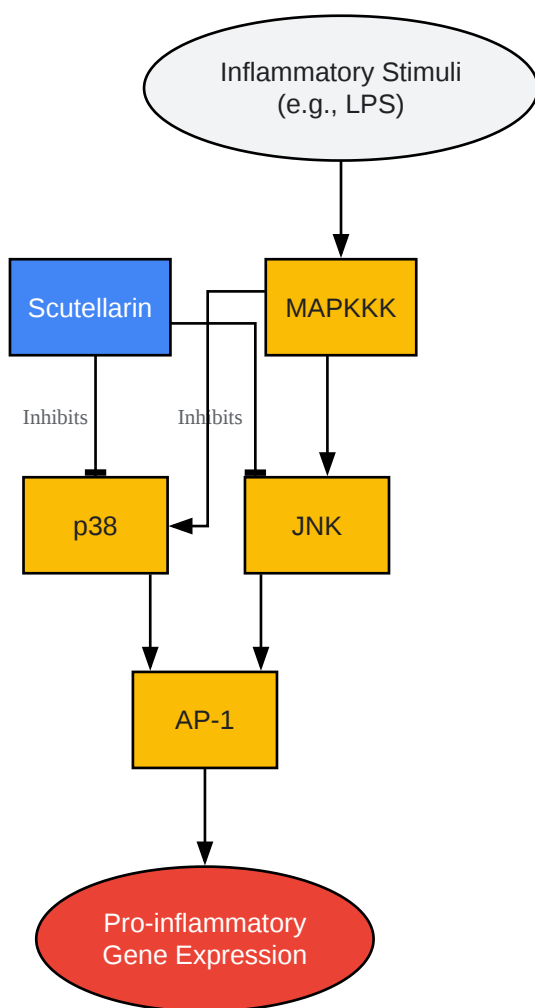 Inflammatory Stimuli
(e.g., LPS)
Scutellarin
MAPKKK
Inhibits
Inhibits
p38
JNK
AP-1
Pro-inflammatory
Gene Expression